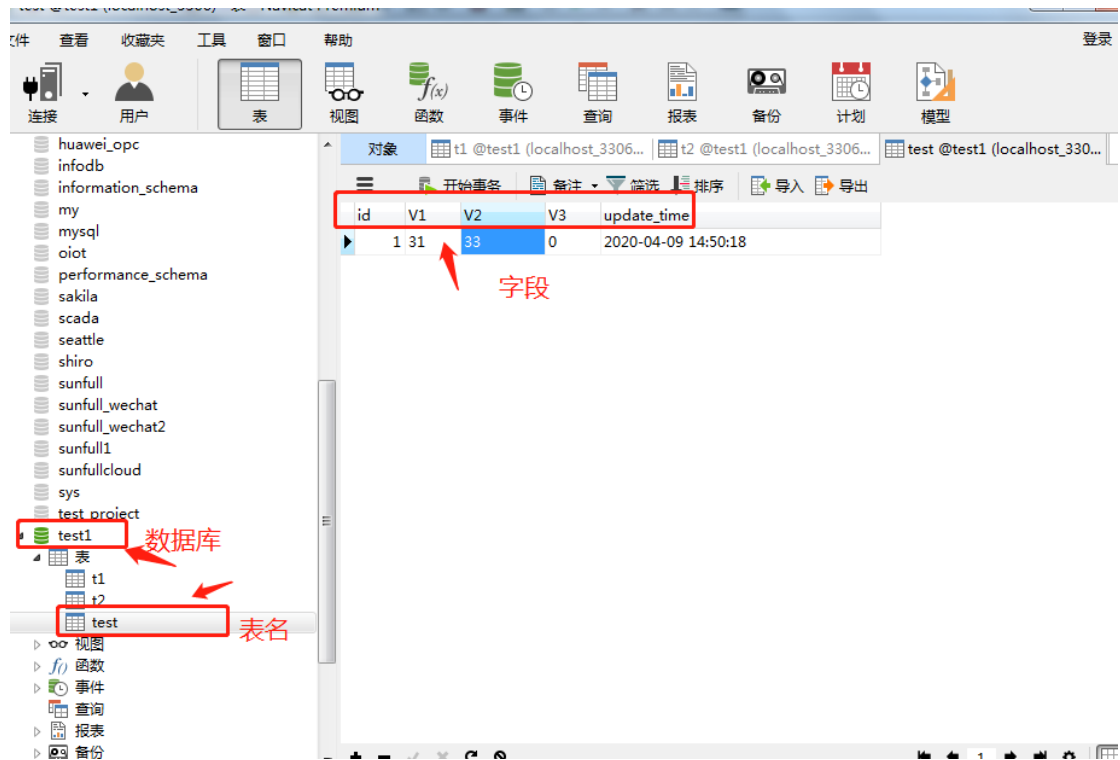 件 查看 收藏夹 工具 窗口 帮助 登录
连接 用户 表 视图 函数 事件 查询 报表 备份 计划 模型
huawei_opc
infodb
information_schema
my
mysql
oiot
performance_schema
sakila
scada
seattle
shiro
sunfull
sunfull_wechat
sunfull_wechat2
sunfull1
sunfullcloud
sys
test_project
test1
数据库
表
t1
t2
test
表名
视图
函数
事件
查询
报表
备份
对象 t1 @test1 (localhost_3306... t2 @test1 (localhost_3306... test @test1 (localhost_330...
开始事务 备注 筛选 排序 导入 导出
id V1 V2 V3 update_time
1 31 33 0 2020-04-09 14:50:18
字段
1